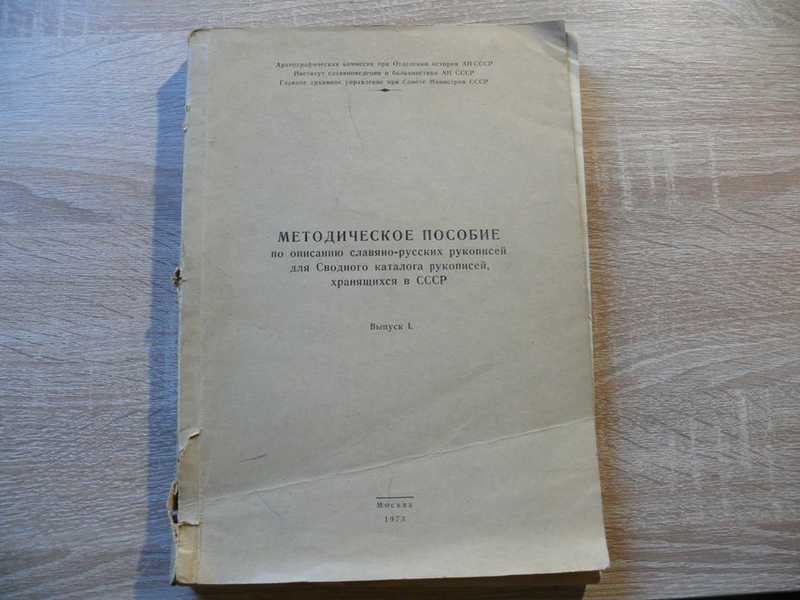 Археографическая комиссия при Отделении истории АН СССР
Институт славяноведения и балканистики АН СССР
Главное архивное управление при Совете Министров СССР
МЕТОДИЧЕСКОЕ ПОСОБИЕ
по описанию славяно-русских рукописей
для Сводного каталога рукописей,
хранящихся в СССР
Выпуск 1.
Москва
1973